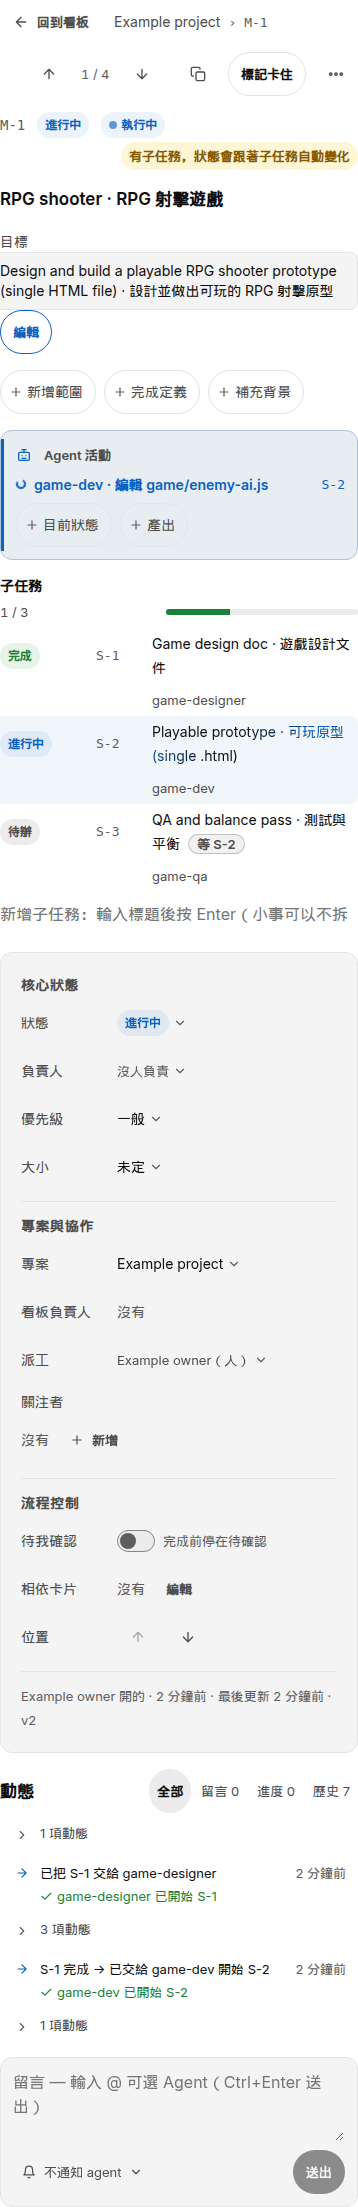 回到看板 Example project › M-1
1 / 4 標記卡住
M-1 進行中 執行中
有子任務，狀態會跟著子任務自動變化
RPG shooter · RPG 射擊遊戲
目標
Design and build a playable RPG shooter prototype
(single HTML file) · 設計並做出可玩的 RPG 射擊原型
編輯
新增範圍 完成定義 補充背景
Agent 活動
game-dev · 編輯 game/enemy-ai.js S-2
目前狀態 產出
子任務
1 / 3
完成 S-1 Game design doc · 遊戲設計文
件
game-designer
進行中 S-2 Playable prototype · 可玩原型
(single .html)
game-dev
待辦 S-3 QA and balance pass · 測試與
平衡 等 S-2
game-qa
新增子任務：輸入標題後按 Enter（小事可以不拆
核心狀態
狀態 進行中
負責人 沒人負責
優先級 一般
大小 未定
專案與協作
專案 Example project
看板負責人 沒有
派工 Example owner（人）
關注者
沒有 新增
流程控制
待我確認 完成前停在待確認
相依卡片 沒有 編輯
位置
Example owner 開的 · 2 分鐘前 · 最後更新 2 分鐘前 ·
v2
動態 全部 留言 0 進度 0 歷史 7
1 項動態
已把 S-1 交給 game-designer 2 分鐘前
game-designer 已開始 S-1
3 項動態
S-1 完成 → 已交給 game-dev 開始 S-2 2 分鐘前
game-dev 已開始 S-2
1 項動態
留言 — 輸入 @ 可選 Agent（Ctrl+Enter 送
出）
不通知 agent 送出